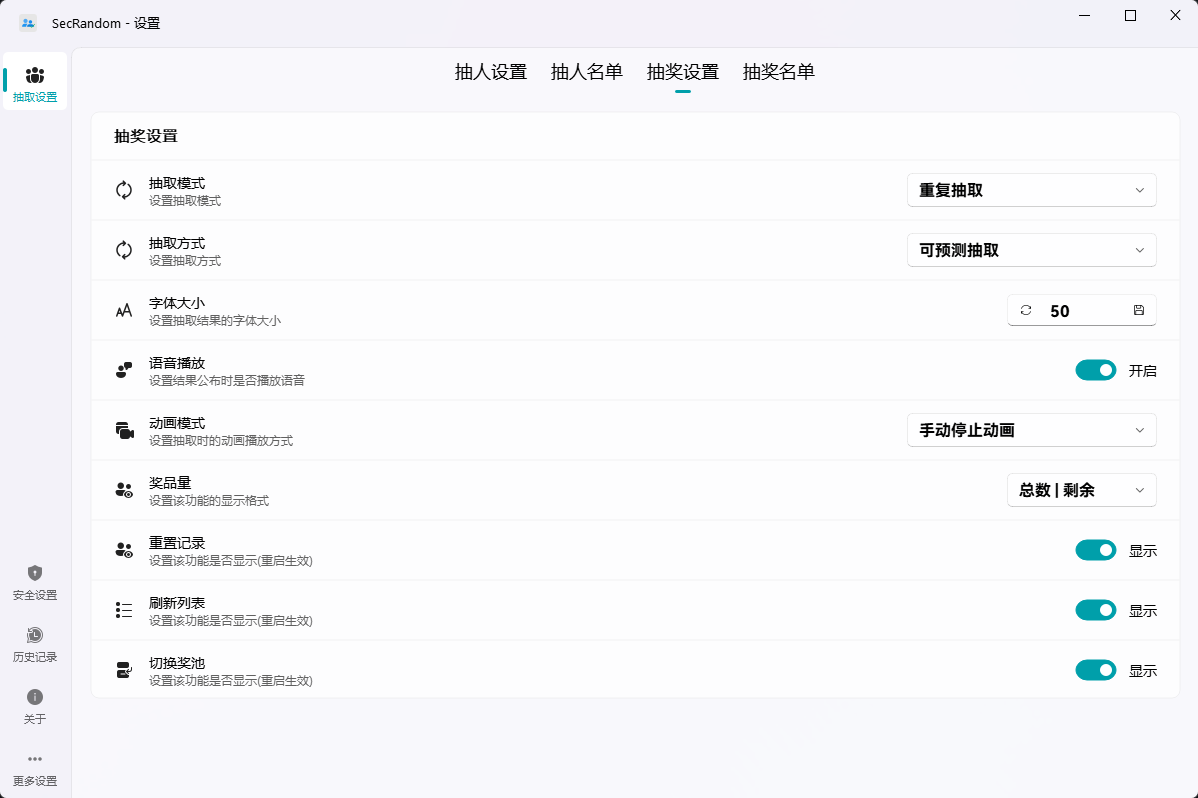 SecRandom - 设置
抽人设置 抽人名单 抽奖设置 抽奖名单
抽取设置
抽奖设置
抽取模式
设置抽取模式
重复抽取
抽取方式
设置抽取方式
可预测抽取
字体大小
设置抽取结果的字体大小
50
语音播放
设置结果公布时是否播放语音
开启
动画模式
设置抽取时的动画播放方式
手动停止动画
奖品量
设置该功能的显示格式
总数 | 剩余
重置记录
设置该功能是否显示(重启生效)
显示
刷新列表
设置该功能是否显示(重启生效)
显示
切换奖池
设置该功能是否显示(重启生效)
显示
安全设置
历史记录
关于
更多设置